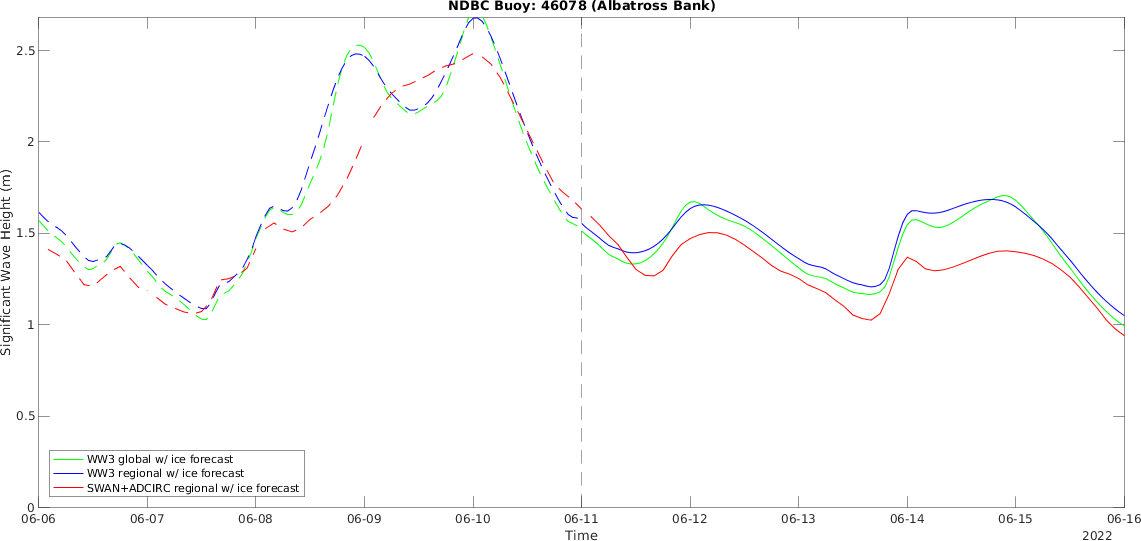 NDBC Buoy: 46078 (Albatross Bank)
Significant Wave Height (m)
2.5
2
1.5
1
0.5
0
WW3 global w/ ice forecast
WW3 regional w/ ice forecast
SWAN+ADCIRC regional w/ ice forecast
06-06 06-07 06-08 06-09 06-10 06-11 06-12 06-13 06-14 06-15 06-16
Time
2022